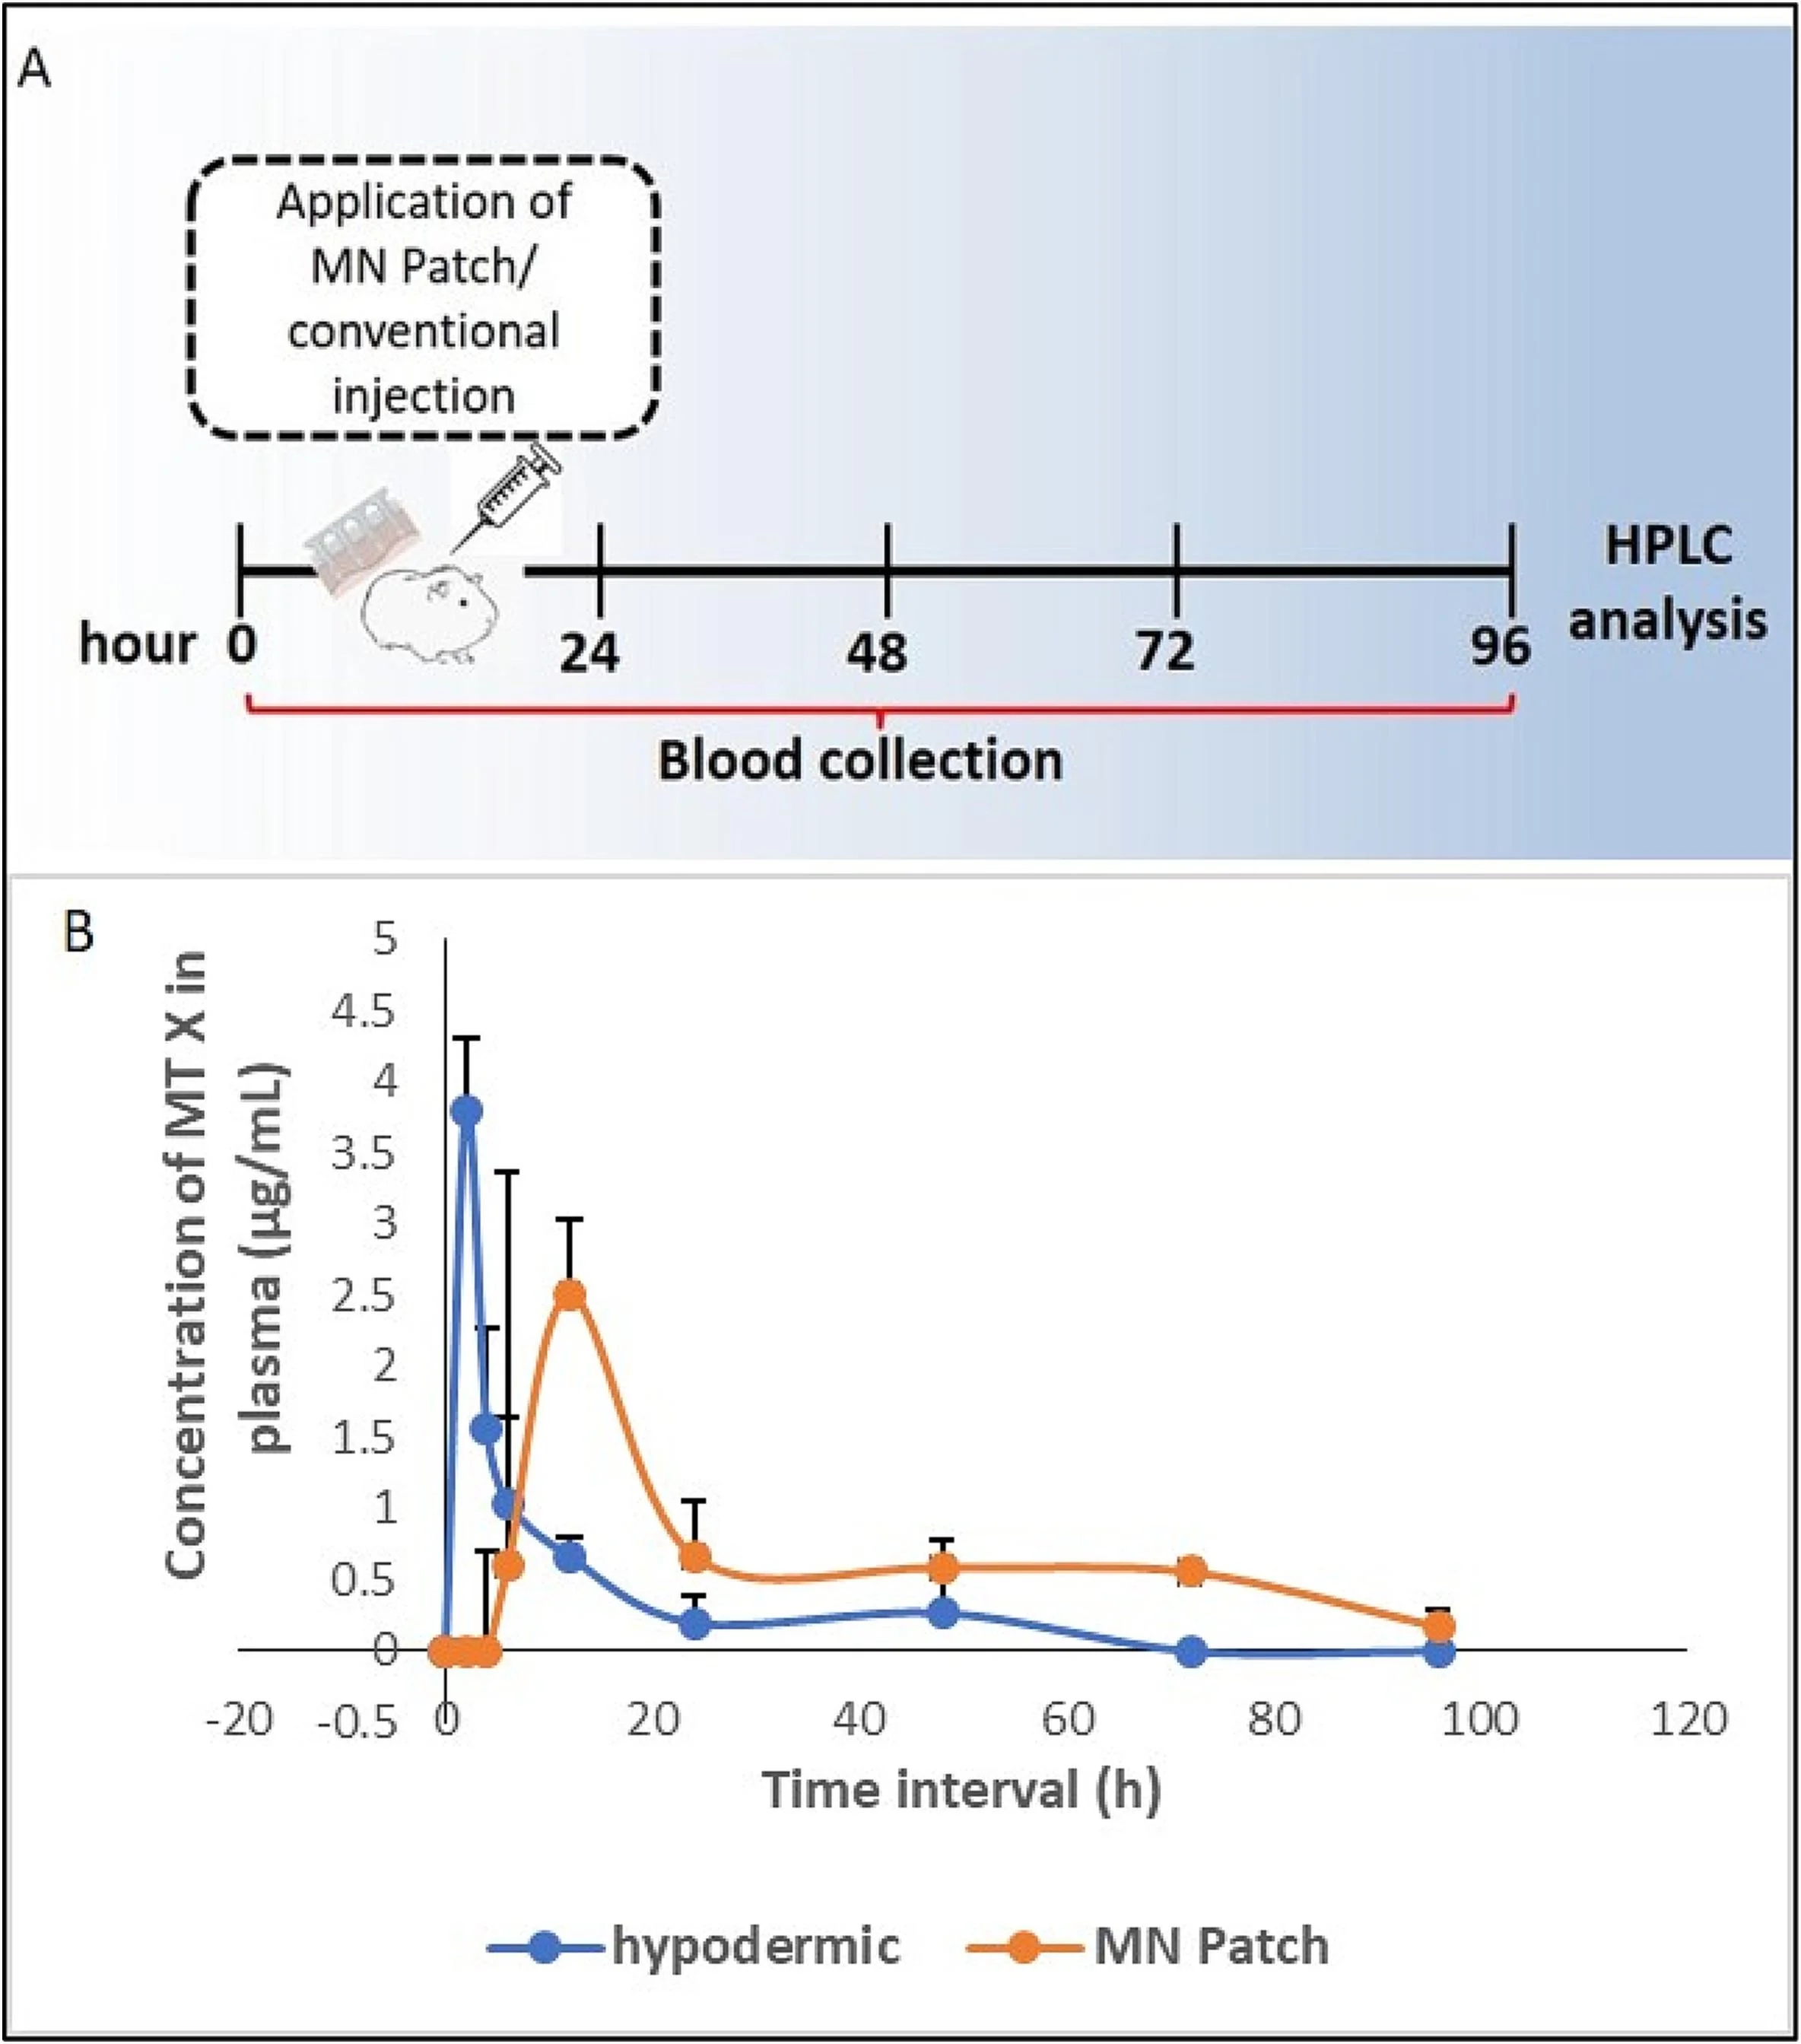 A
Application of
MN Patch/
conventional
injection
HPLC
analysis
hour 0 24 48 72 96
Blood collection
B
Concentration of MT X in
plasma (µg/mL)
5
4.5
4
3.5
3
2.5
2
1.5
1
0.5
0
-0.5
-20 0 20 40 60 80 100 120
Time interval (h)
hypodermic MN Patch